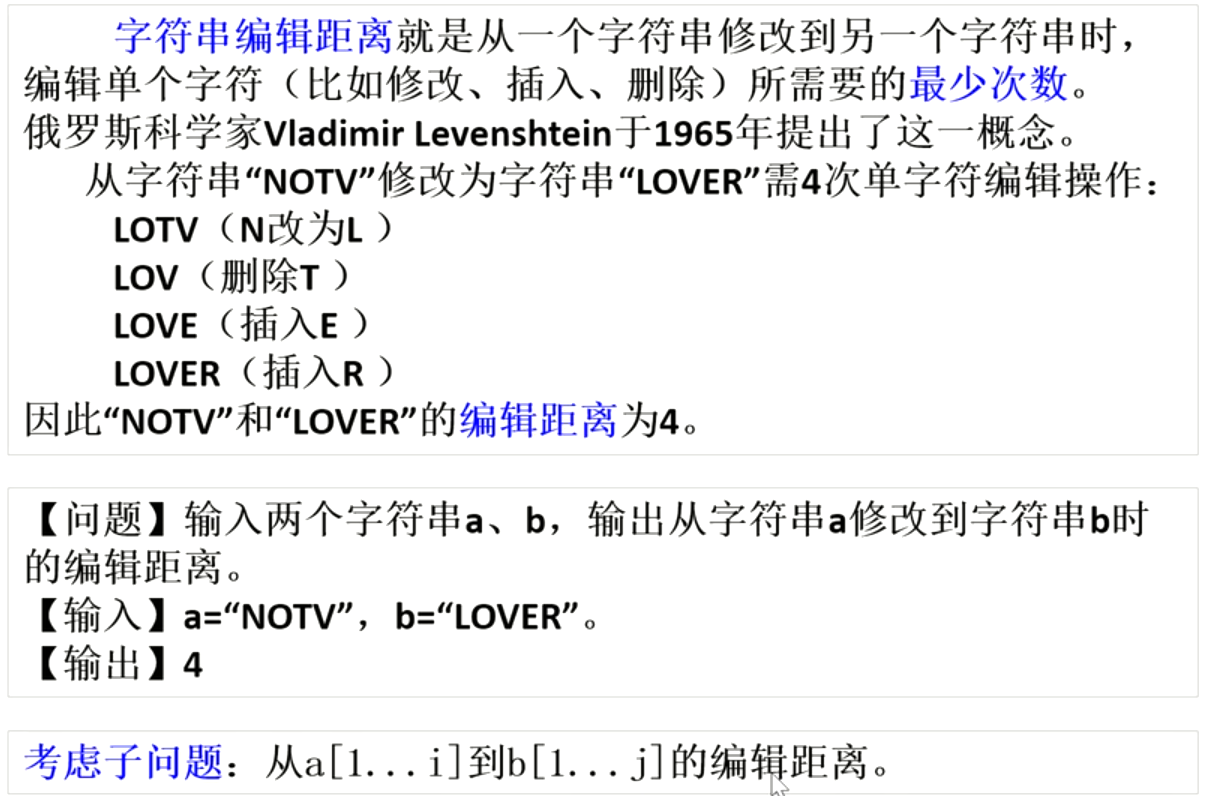 字符串编辑距离就是从一个字符串修改到另一个字符串时，
编辑单个字符（比如修改、插入、删除）所需要的最少次数。
俄罗斯科学家Vladimir Levenshtein于1965年提出了这一概念。
从字符串“NOTV”修改为字符串“LOVER”需4次单字符编辑操作：
LOTV（N改为L ）
LOV（删除T ）
LOVE（插入E ）
LOVER（插入R ）
因此“NOTV”和“LOVER”的编辑距离为4。
【问题】输入两个字符串a、b，输出从字符串a修改到字符串b时
的编辑距离。
【输入】a=“NOTV”，b=“LOVER”。
【输出】4
考虑子问题：从a[1...i]到b[1...j]的编辑距离。